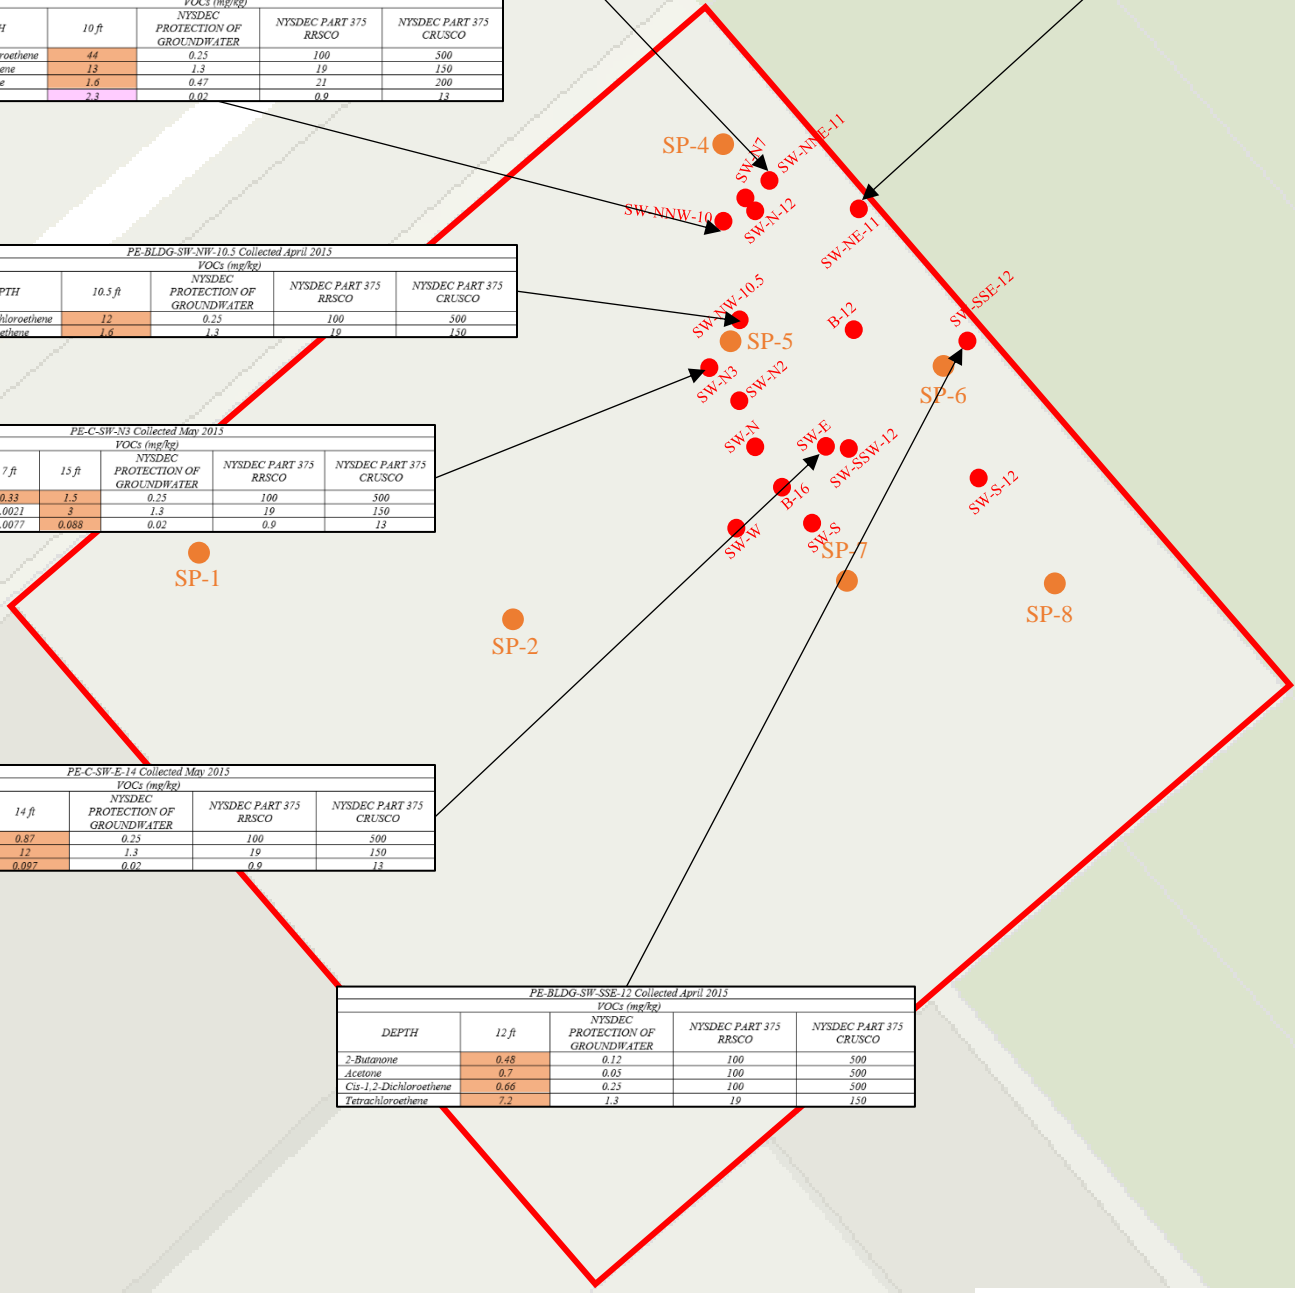 VOCs (mg/kg)
10 ft NYSDEC PROTECTION OF GROUNDWATER NYSDEC PART 375 RRSCO NYSDEC PART 375 CRUSCO
roethene 44 0.25 100 500
ene 13 1.3 19 150
e 1.6 0.47 21 200
2.3 0.02 0.9 13
SP-4
SW-N7
SW-NNE-11
SW-NNW-10
SW-N-12
SW-NE-11
PE-BLDG-SW-NW-10.5 Collected April 2015
VOCs (mg/kg)
PTH 10.5 ft NYSDEC PROTECTION OF GROUNDWATER NYSDEC PART 375 RRSCO NYSDEC PART 375 CRUSCO
hloroethene 12 0.25 100 500
ethene 1.6 1.3 19 150
SW-NW-10.5
SP-5
B-12
SW-SSE-12
SP-6
SW-N3
SW-N2
SW-N
SW-E
SW-SSW-12
B-16
SW-S-12
SW-W
SW-S
SP-7
SP-8
PE-C-SW-N3 Collected May 2015
VOCs (mg/kg)
7 ft 15 ft NYSDEC PROTECTION OF GROUNDWATER NYSDEC PART 375 RRSCO NYSDEC PART 375 CRUSCO
0.33 1.5 0.25 100 500
.0021 3 1.3 19 150
.0077 0.088 0.02 0.9 13
SP-1
SP-2
PE-C-SW-E-14 Collected May 2015
VOCs (mg/kg)
14 ft NYSDEC PROTECTION OF GROUNDWATER NYSDEC PART 375 RRSCO NYSDEC PART 375 CRUSCO
0.87 0.25 100 500
12 1.3 19 150
0.097 0.02 0.9 13
PE-BLDG-SW-SSE-12 Collected April 2015
VOCs (mg/kg)
DEPTH 12 ft NYSDEC PROTECTION OF GROUNDWATER NYSDEC PART 375 RRSCO NYSDEC PART 375 CRUSCO
2-Butanone 0.48 0.12 100 500
Acetone 0.7 0.05 100 500
Cis-1,2-Dichloroethene 0.66 0.25 100 500
Tetrachloroethene 7.2 1.3 19 150